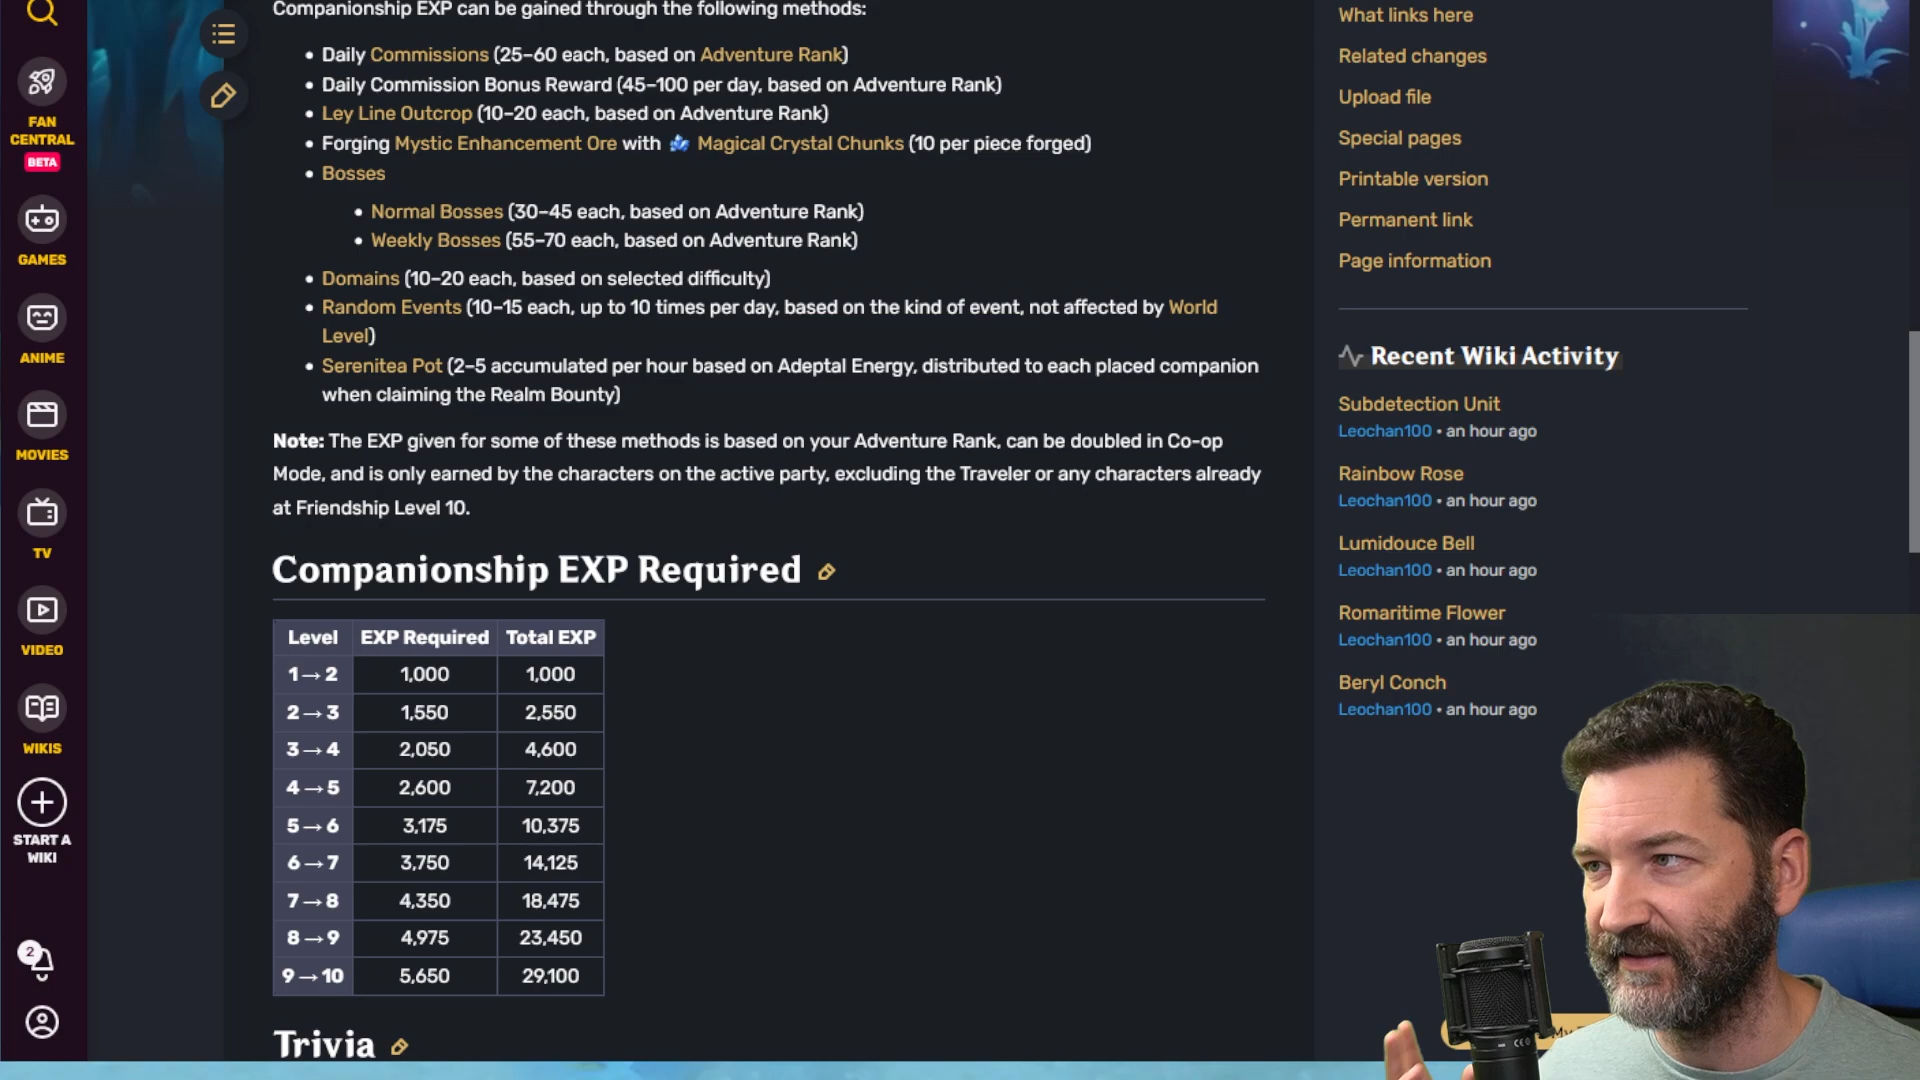 FAN
CENTRAL
BETA
GAMES
ANIME
MOVIES
TV
VIDEO
WIKIS
START A
WIKI
2
Companionship EXP can be gained through the following methods:
• Daily Commissions (25–60 each, based on Adventure Rank)
• Daily Commission Bonus Reward (45–100 per day, based on Adventure Rank)
• Ley Line Outcrop (10–20 each, based on Adventure Rank)
• Forging Mystic Enhancement Ore with Magical Crystal Chunks (10 per piece forged)
• Bosses
• Normal Bosses (30–45 each, based on Adventure Rank)
• Weekly Bosses (55–70 each, based on Adventure Rank)
• Domains (10–20 each, based on selected difficulty)
• Random Events (10–15 each, up to 10 times per day, based on the kind of event, not affected by World
Level)
• Serenitea Pot (2–5 accumulated per hour based on Adeptal Energy, distributed to each placed companion
when claiming the Realm Bounty)
Note: The EXP given for some of these methods is based on your Adventure Rank, can be doubled in Co-op
Mode, and is only earned by the characters on the active party, excluding the Traveler or any characters already
at Friendship Level 10.
Companionship EXP Required
Level EXP Required Total EXP
1→2 1,000 1,000
2→3 1,550 2,550
3→4 2,050 4,600
4→5 2,600 7,200
5→6 3,175 10,375
6→7 3,750 14,125
7→8 4,350 18,475
8→9 4,975 23,450
9→10 5,650 29,100
Trivia
What links here
Related changes
Upload file
Special pages
Printable version
Permanent link
Page information
Recent Wiki Activity
Subdetection Unit
Leochan100 • an hour ago
Rainbow Rose
Leochan100 • an hour ago
Lumidouce Bell
Leochan100 • an hour ago
Romaritime Flower
Leochan100 • an hour ago
Beryl Conch
Leochan100 • an hour ago